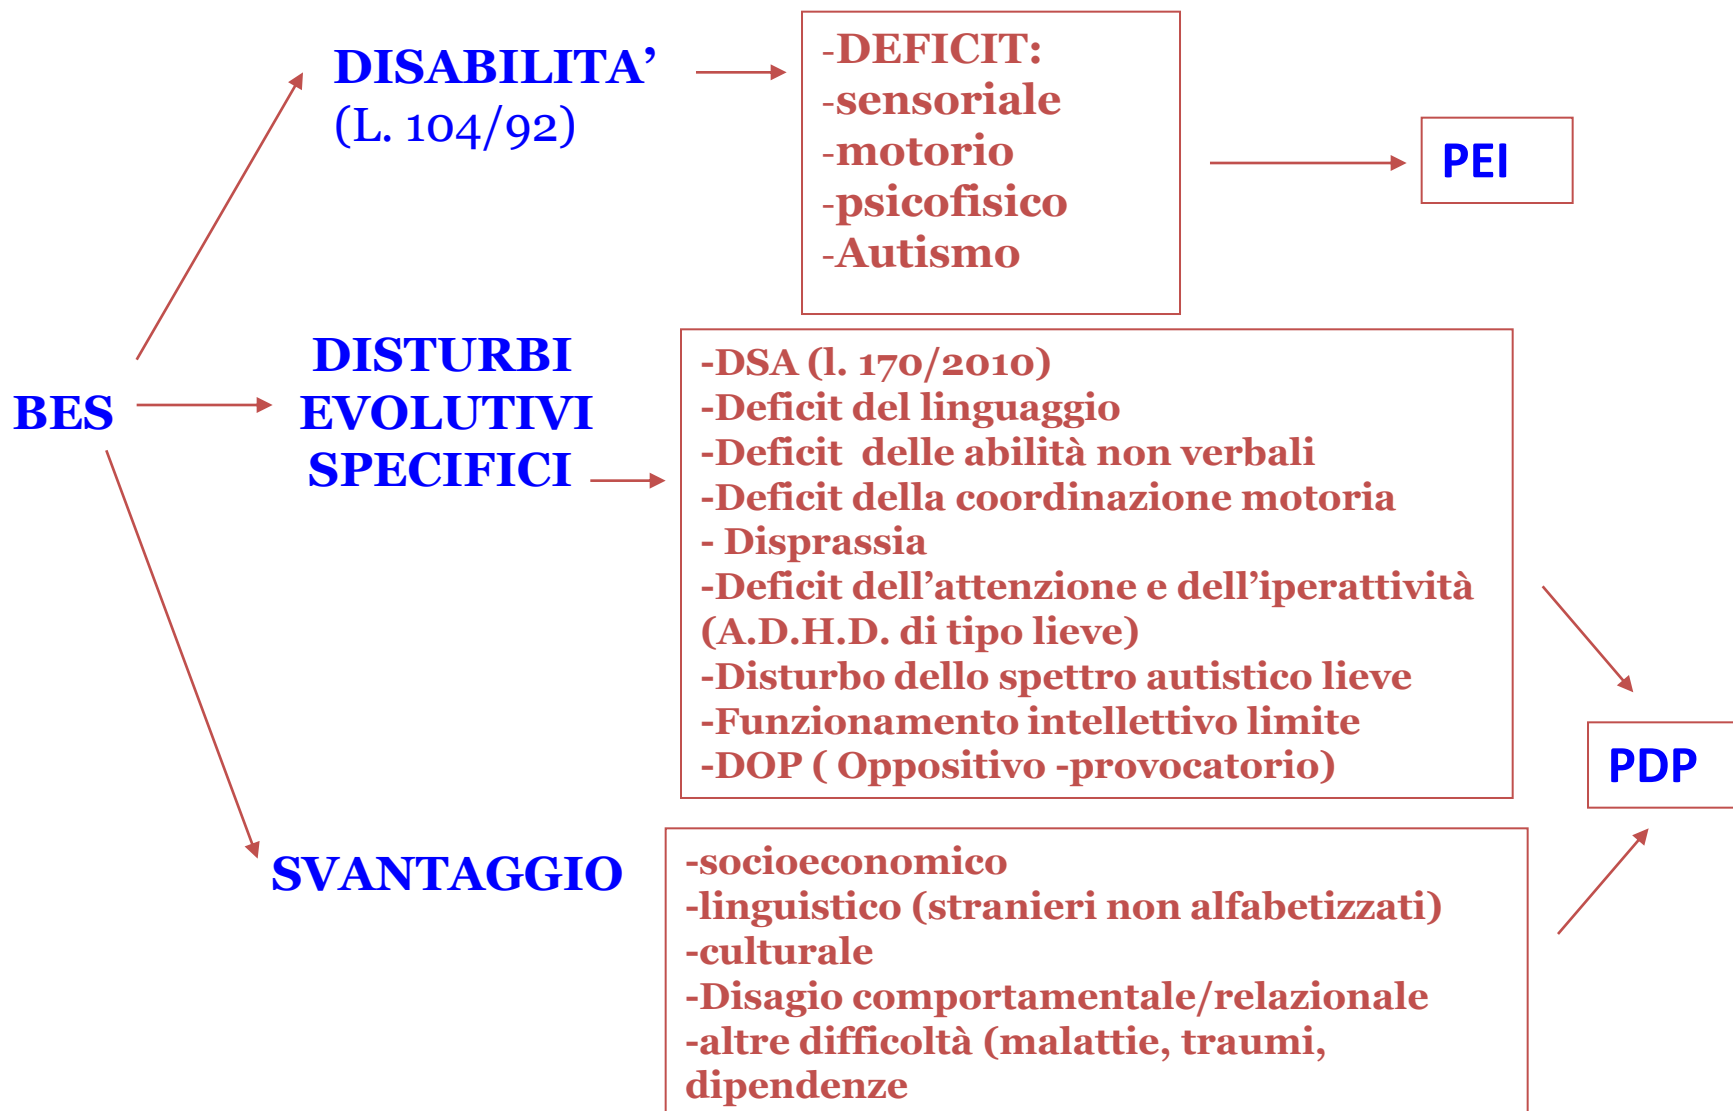 DISABILITA’
(L. 104/92)
-DEFICIT:
-sensoriale
-motorio
-psicofisico
-Autismo
PEI
BES
DISTURBI
EVOLUTIVI
SPECIFICI
-DSA (l. 170/2010)
-Deficit del linguaggio
-Deficit  delle abilità non verbali
-Deficit della coordinazione motoria
- Disprassia
-Deficit dell’attenzione e dell’iperattività
(A.D.H.D. di tipo lieve)
-Disturbo dello spettro autistico lieve
-Funzionamento intellettivo limite
-DOP ( Oppositivo -provocatorio)
PDP
SVANTAGGIO
-socioeconomico
-linguistico (stranieri non alfabetizzati)
-culturale
-Disagio comportamentale/relazionale
-altre difficoltà (malattie, traumi,
dipendenze